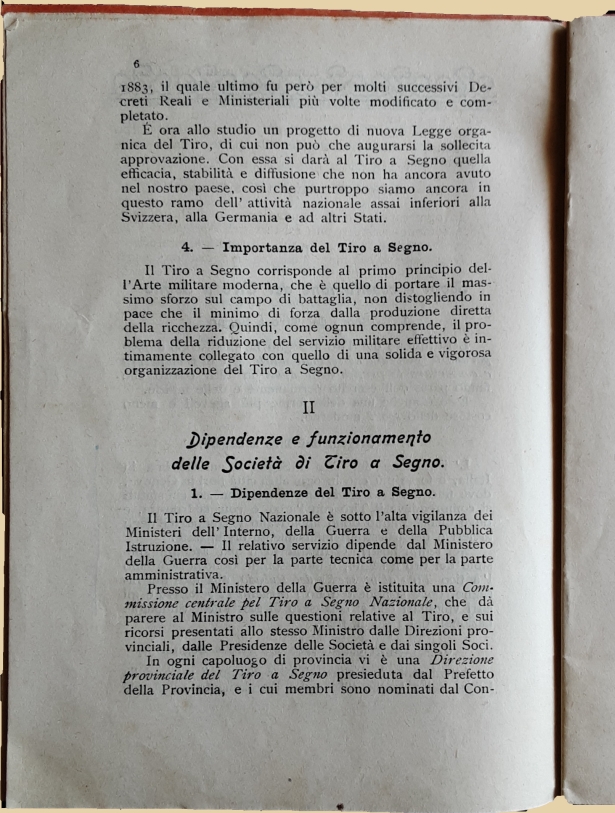 6
1883, il quale ultimo fu però per molti successivi De-
creti Reali e Ministeriali più volte modificato e com-
pletato.
É ora allo studio un progetto di nuova Legge orga-
nica del Tiro, di cui non può che augurarsi la sollecita
approvazione. Con essa si darà al Tiro a Segno quella
efficacia, stabilità e diffusione che non ha ancora avuto
nel nostro paese, così che purtroppo siamo ancora in
questo ramo dell' attività nazionale assai inferiori alla
Svizzera, alla Germania e ad altri Stati.
4. — Importanza del Tiro a Segno.
Il Tiro a Segno corrisponde al primo principio del-
l'Arte militare moderna, che è quello di portare il mas-
simo sforzo sul campo di battaglia, non distogliendo in
pace che il minimo di forza dalla produzione diretta
della ricchezza. Quindi, come ognun comprende, il pro-
blema della riduzione del servizio militare effettivo è in-
timamente collegato con quello di una solida e vigorosa
organizzazione del Tiro a Segno.
II
Dipendenze e funzionamento
delle Società di Tiro a Segno.
1. — Dipendenze del Tiro a Segno.
Il Tiro a Segno Nazionale è sotto l'alta vigilanza dei
Ministeri dell' Interno, della Guerra e della Pubblica
Istruzione. — Il relativo servizio dipende dal Ministero
della Guerra così per la parte tecnica come per la parte
amministrativa.
Presso il Ministero della Guerra è istituita una Com-
missione centrale pel Tiro a Segno Nazionale, che dà
parere al Ministro sulle questioni relative al Tiro, e sui
ricorsi presentati allo stesso Ministro dalle Direzioni pro-
vinciali, dalle Presidenze delle Società e dai singoli Soci.
In ogni capoluogo di provincia vi è una Direzione
provinciale del Tiro a Segno presieduta dal Prefetto
della Provincia, e i cui membri sono nominati dal Con-